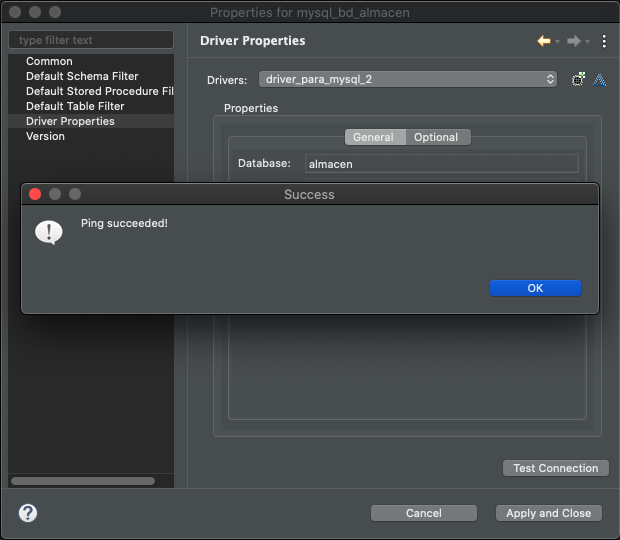 Properties for mysql_bd_almacen
type filter text
Common
Default Schema Filter
Default Stored Procedure Fil
Default Table Filter
Driver Properties
Version
Driver Properties
Drivers: driver_para_mysql_2
Properties
General Optional
Database: almacen
Success
Ping succeeded!
OK
Test Connection
Cancel Apply and Close